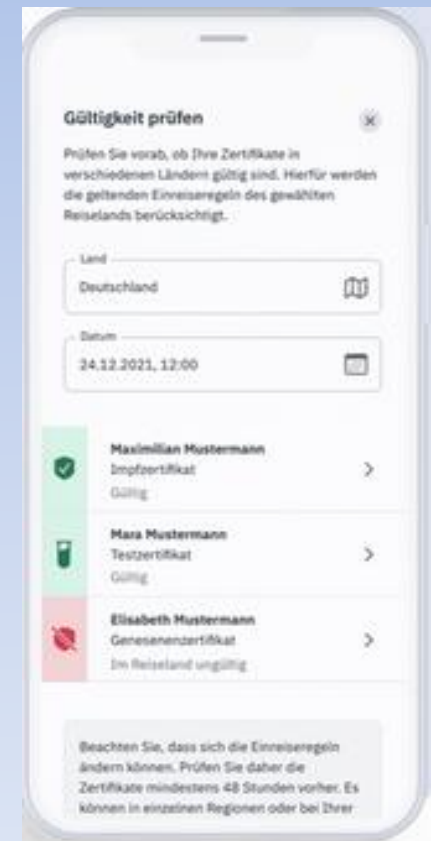 Gültigkeit prüfen
Prüfen Sie vorab, ob Ihre Zertifikate in
verschiedenen Ländern gültig sind. Hierfür werden
die geltenden Einreiseregeln des gewählten
Reiselands berücksichtigt.
Land
Deutschland
Datum
24.12.2021, 12:00
Maximilian Mustermann
Impfzertifikat
Gültig
Mara Mustermann
Testzertifikat
Gültig
Elisabeth Mustermann
Genesenenzertifikat
Im Reiseland ungültig
Beachten Sie, dass sich die Einreiseregeln
ändern können. Prüfen Sie daher die
Zertifikate mindestens 48 Stunden vorher. Es
können in einzelnen Regionen oder bei Ihrer